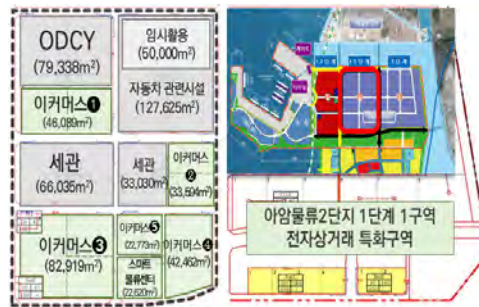 ODCY
(79,338m²)
임시활용
(50,000m²)
자동차 관련시설
(127,625m²)
이커머스❶
(46,089m²)
세관
(66,035m²)
세관
(33,030m²)
이커머스
❷
(33,594m²)
이커머스❸
(82,919m²)
이커머스❺
(22,773m²)
스마트
물류센터
(22,620m²)
이커머스❹
(42,462m²)
아암물류2단지 1단계 1구역
전자상거래 특화구역